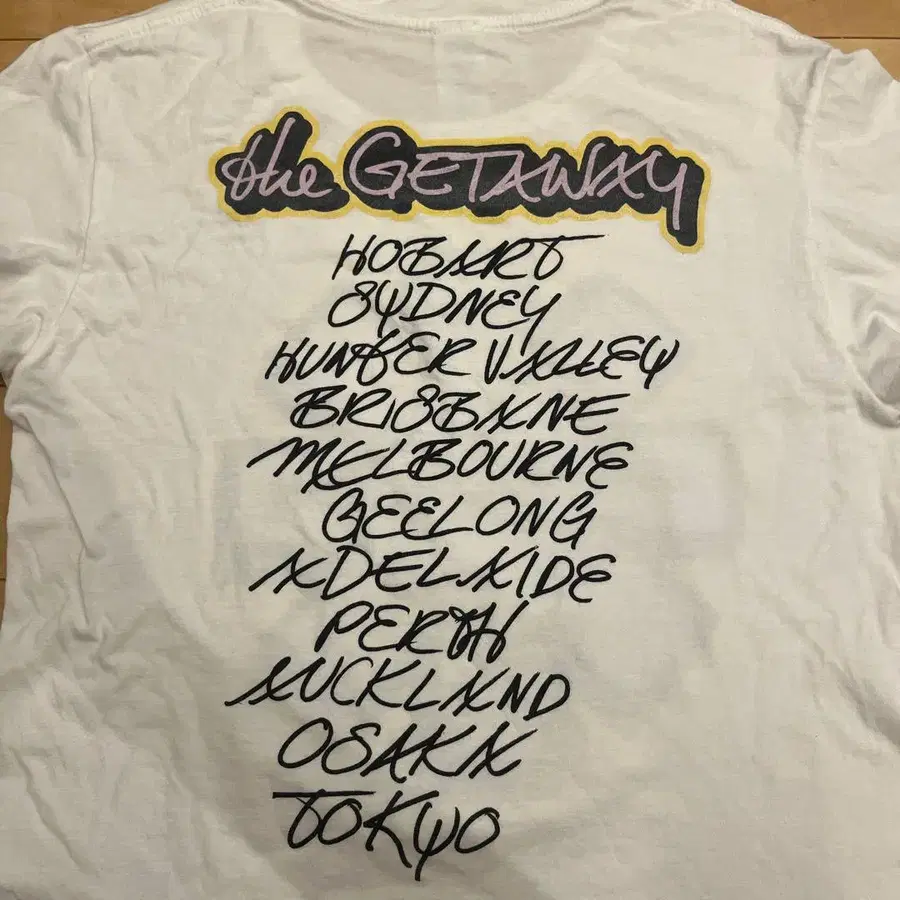 the GETAWAY
HOBART
SYDNEY
HUNTER VALLEY
BRISBANE
MELBOURNE
GEELONG
ADELAIDE
PERTH
AUCKLAND
OSAKA
TOKYO